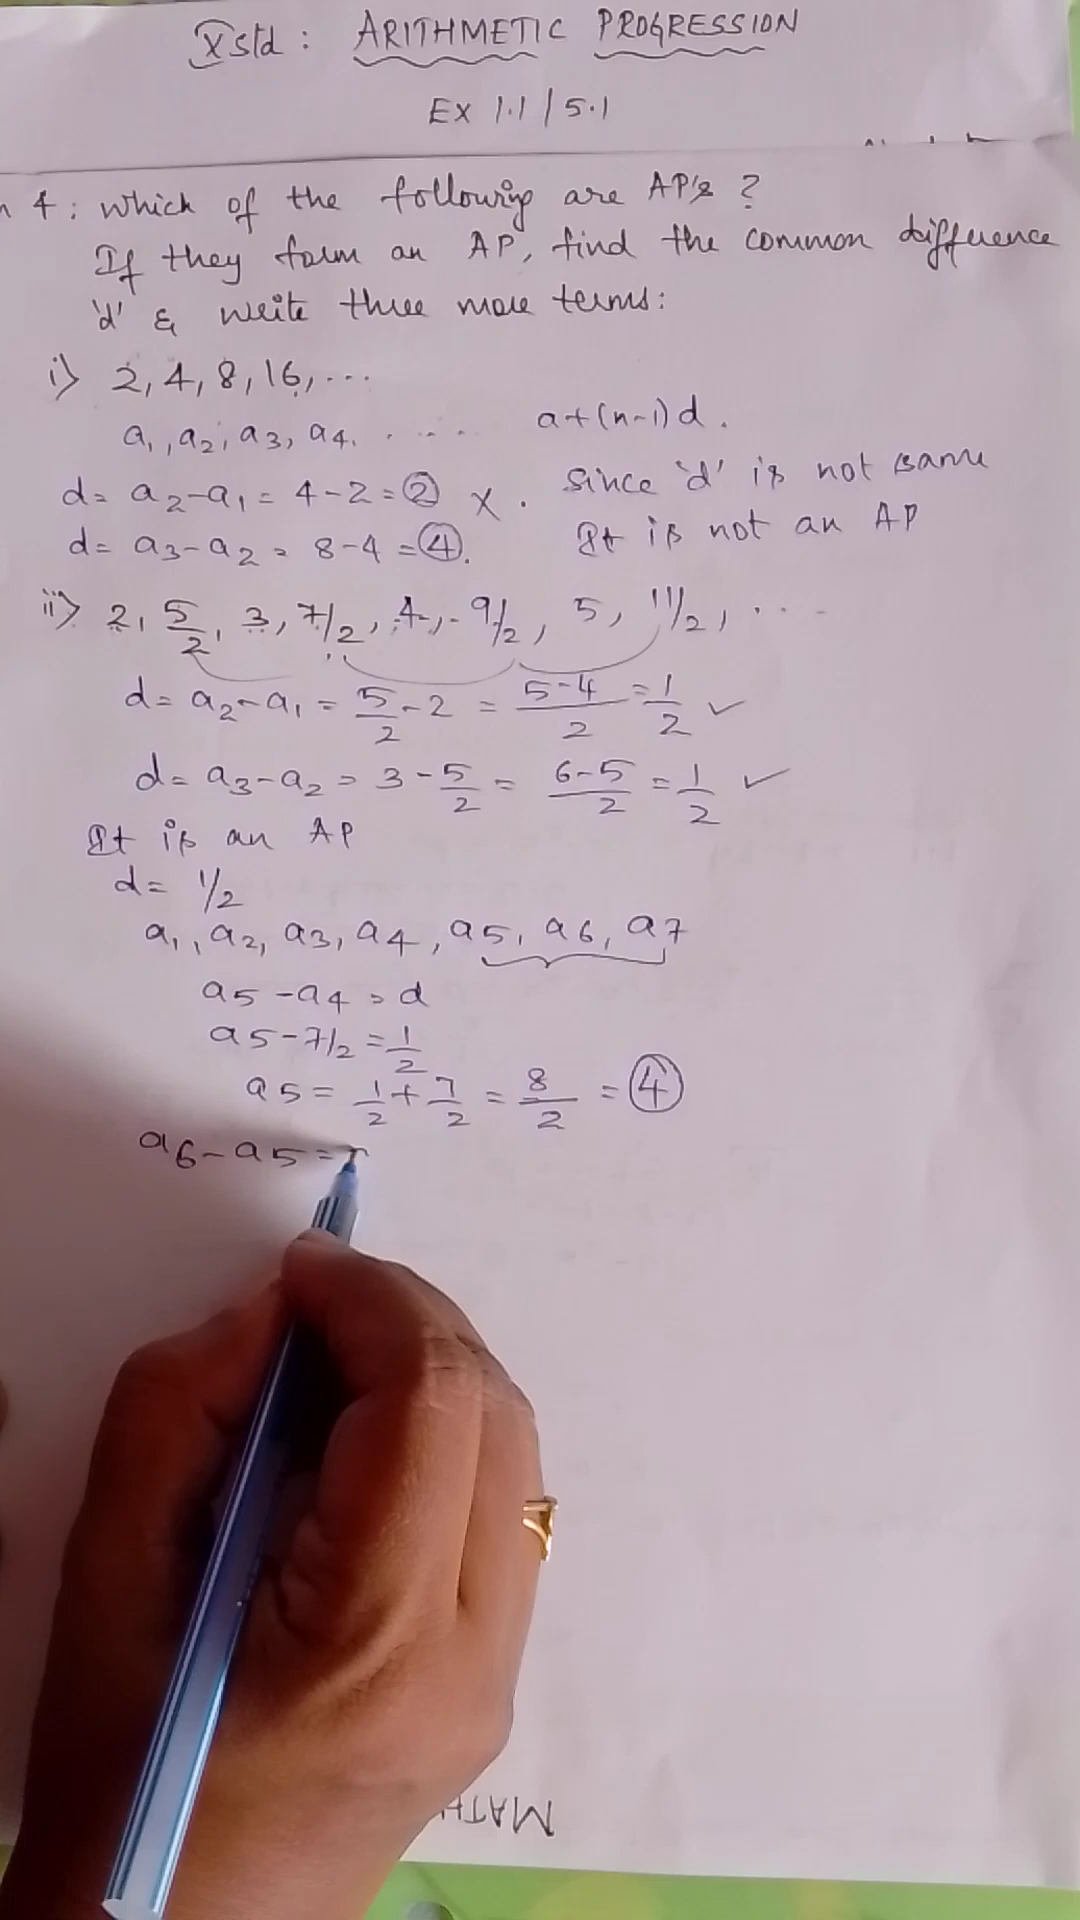 X std : ARITHMETIC PROGRESSION
EX 1.1 / 5.1
4: Which of the following are AP's ?
If they form an AP, find the common difference
'd' & write three more terms:
i) 2, 4, 8, 16, ...
a1, a2, a3, a4, . . . . . a+(n-1)d.
d= a2-a1 = 4-2 = 2 x. Since 'd' is not same
d= a3-a2 = 8-4 = 4. It is not an AP
ii) 2, 5/2, 3, 7/2, 4, 9/2, 5, 11/2, ....
d= a2-a1 = 5/2 - 2 = 5-4/2 = 1/2 ✓
d= a3-a2 = 3 - 5/2 = 6-5/2 = 1/2 ✓
It is an AP
d= 1/2
a1, a2, a3, a4, a5, a6, a7
a5-a4 = d
a5-7/2 = 1/2
a5 = 1/2 + 7/2 = 8/2 = 4
a6-a5 =
MATH